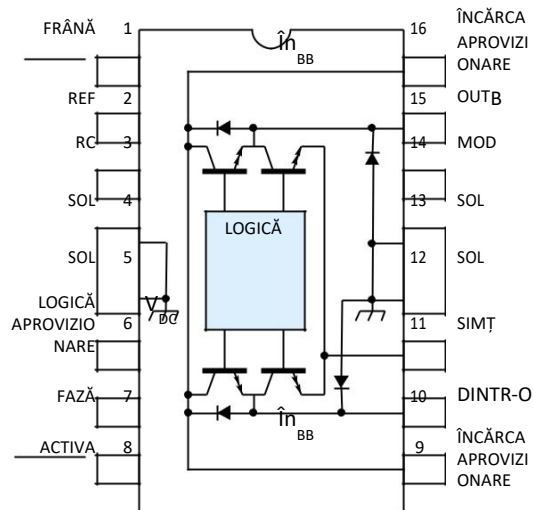 FRÂNĂ 1
REF 2
RC 3
SOL 4
SOL 5
LOGICĂ
APROVIZIO
NARE
6
FAZĂ 7
ACTIVA 8
În
BB
LOGICĂ
V
DC
În
BB
16 ÎNCĂRCA
APROVIZI
ONARE
15 OUTB
14 MOD
13 SOL
12 SOL
11 SIMȚ
10 DINTR-O
9 ÎNCĂRCA
APROVIZI
ONARE